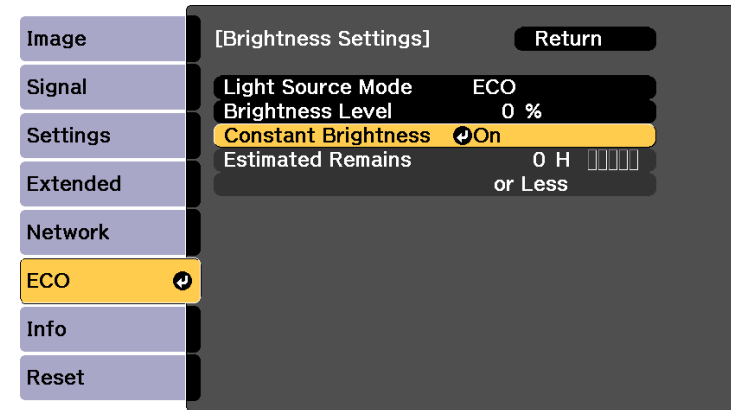 Image
Signal
Settings
Extended
Network
ECO
Info
Reset
[Brightness Settings] Return
Light Source Mode ECO
Brightness Level 0 %
Constant Brightness On
Estimated Remains 0 H
or Less